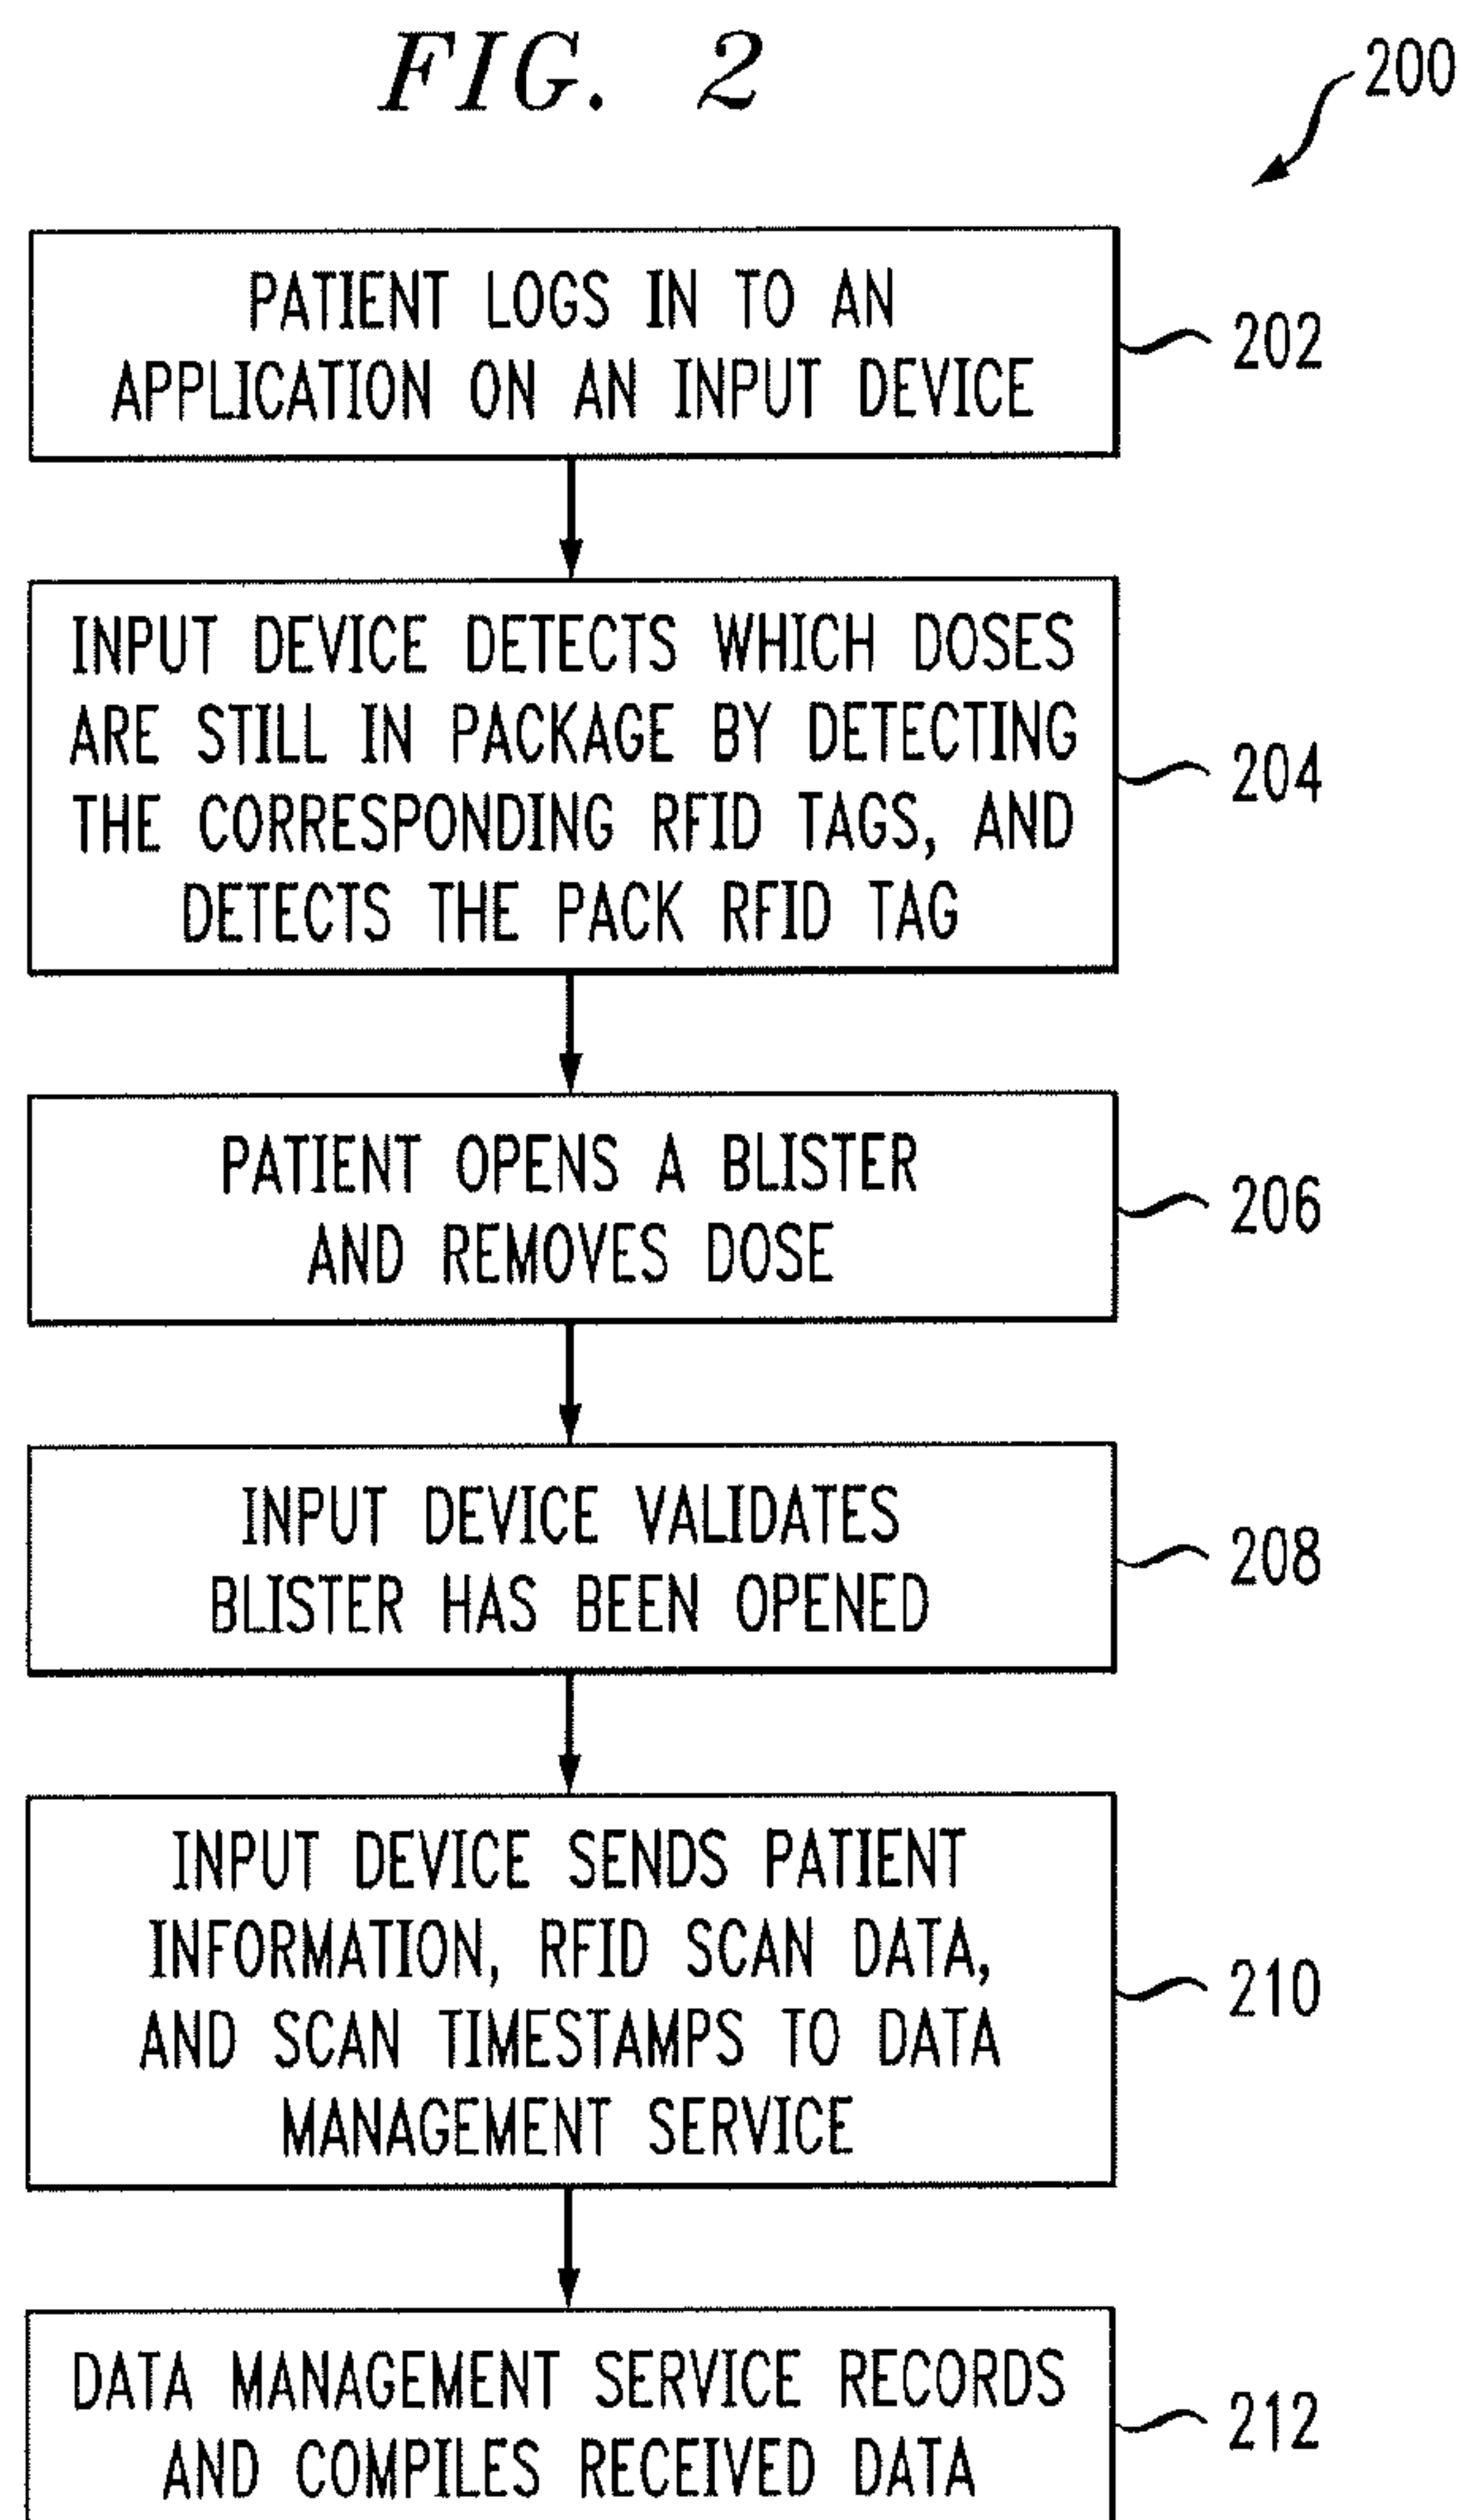 FIG. 2
200
PATIENT LOGS IN TO AN
APPLICATION ON AN INPUT DEVICE
202
INPUT DEVICE DETECTS WHICH DOSES
ARE STILL IN PACKAGE BY DETECTING
THE CORRESPONDING RFID TAGS, AND
DETECTS THE PACK RFID TAG
204
PATIENT OPENS A BLISTER
AND REMOVES DOSE
206
INPUT DEVICE VALIDATES
BLISTER HAS BEEN OPENED
208
INPUT DEVICE SENDS PATIENT
INFORMATION, RFID SCAN DATA,
AND SCAN TIMESTAMPS TO DATA
MANAGEMENT SERVICE
210
DATA MANAGEMENT SERVICE RECORDS
AND COMPILES RECEIVED DATA
212